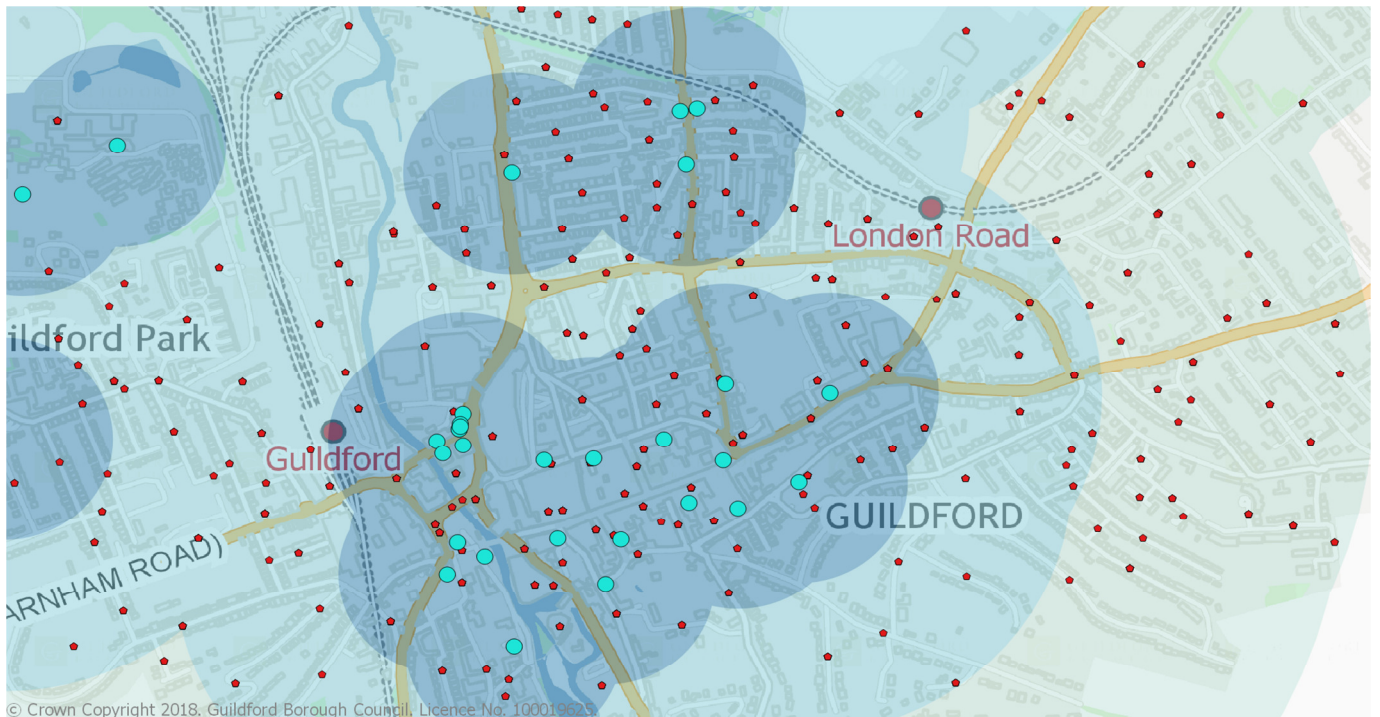 London Road
ildford Park
Guildford
GUILDFORD
ARNHAM ROAD)
© Crown Copyright 2018. Guildford Borough Council. Licence No. 100019625.